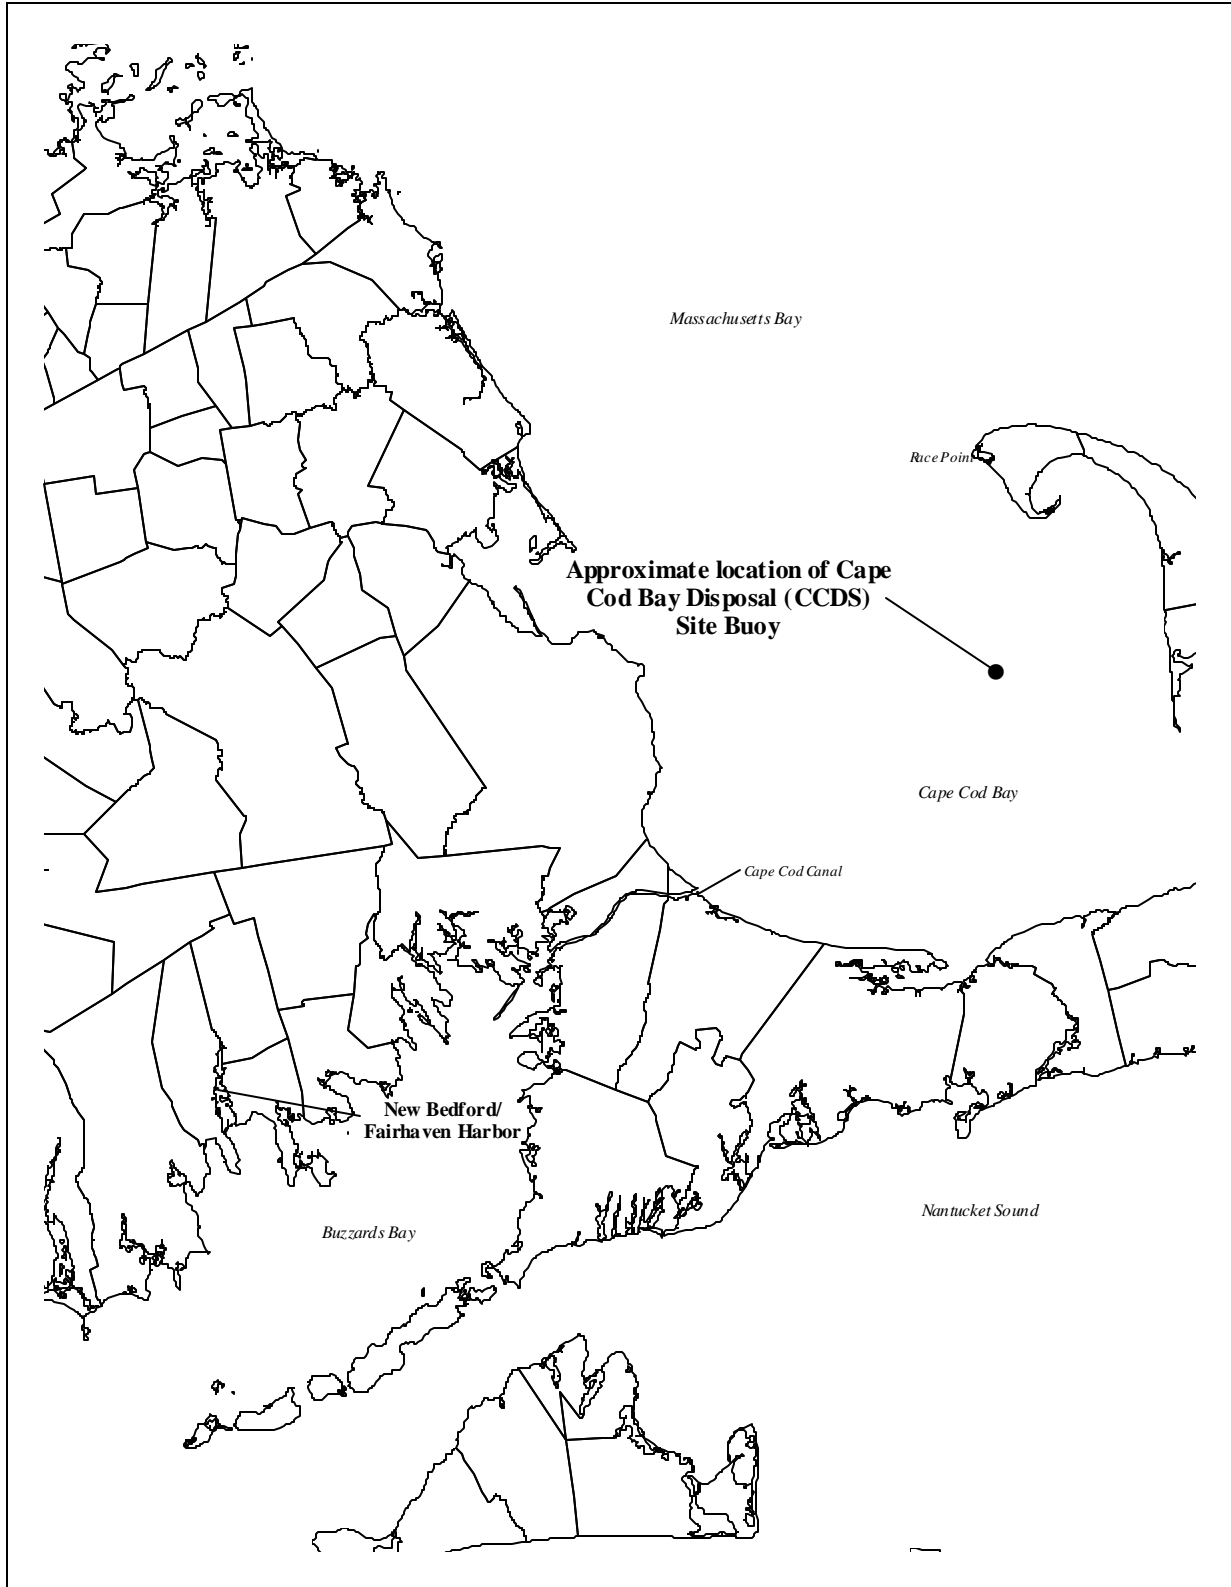 Massachusetts Bay
Race Point
Approximate location of Cape
Cod Bay Disposal (CCDS)
Site Buoy
Cape Cod Bay
Cape Cod Canal
New Bedford/
Fairhaven Harbor
Nantucket Sound
Buzzards Bay